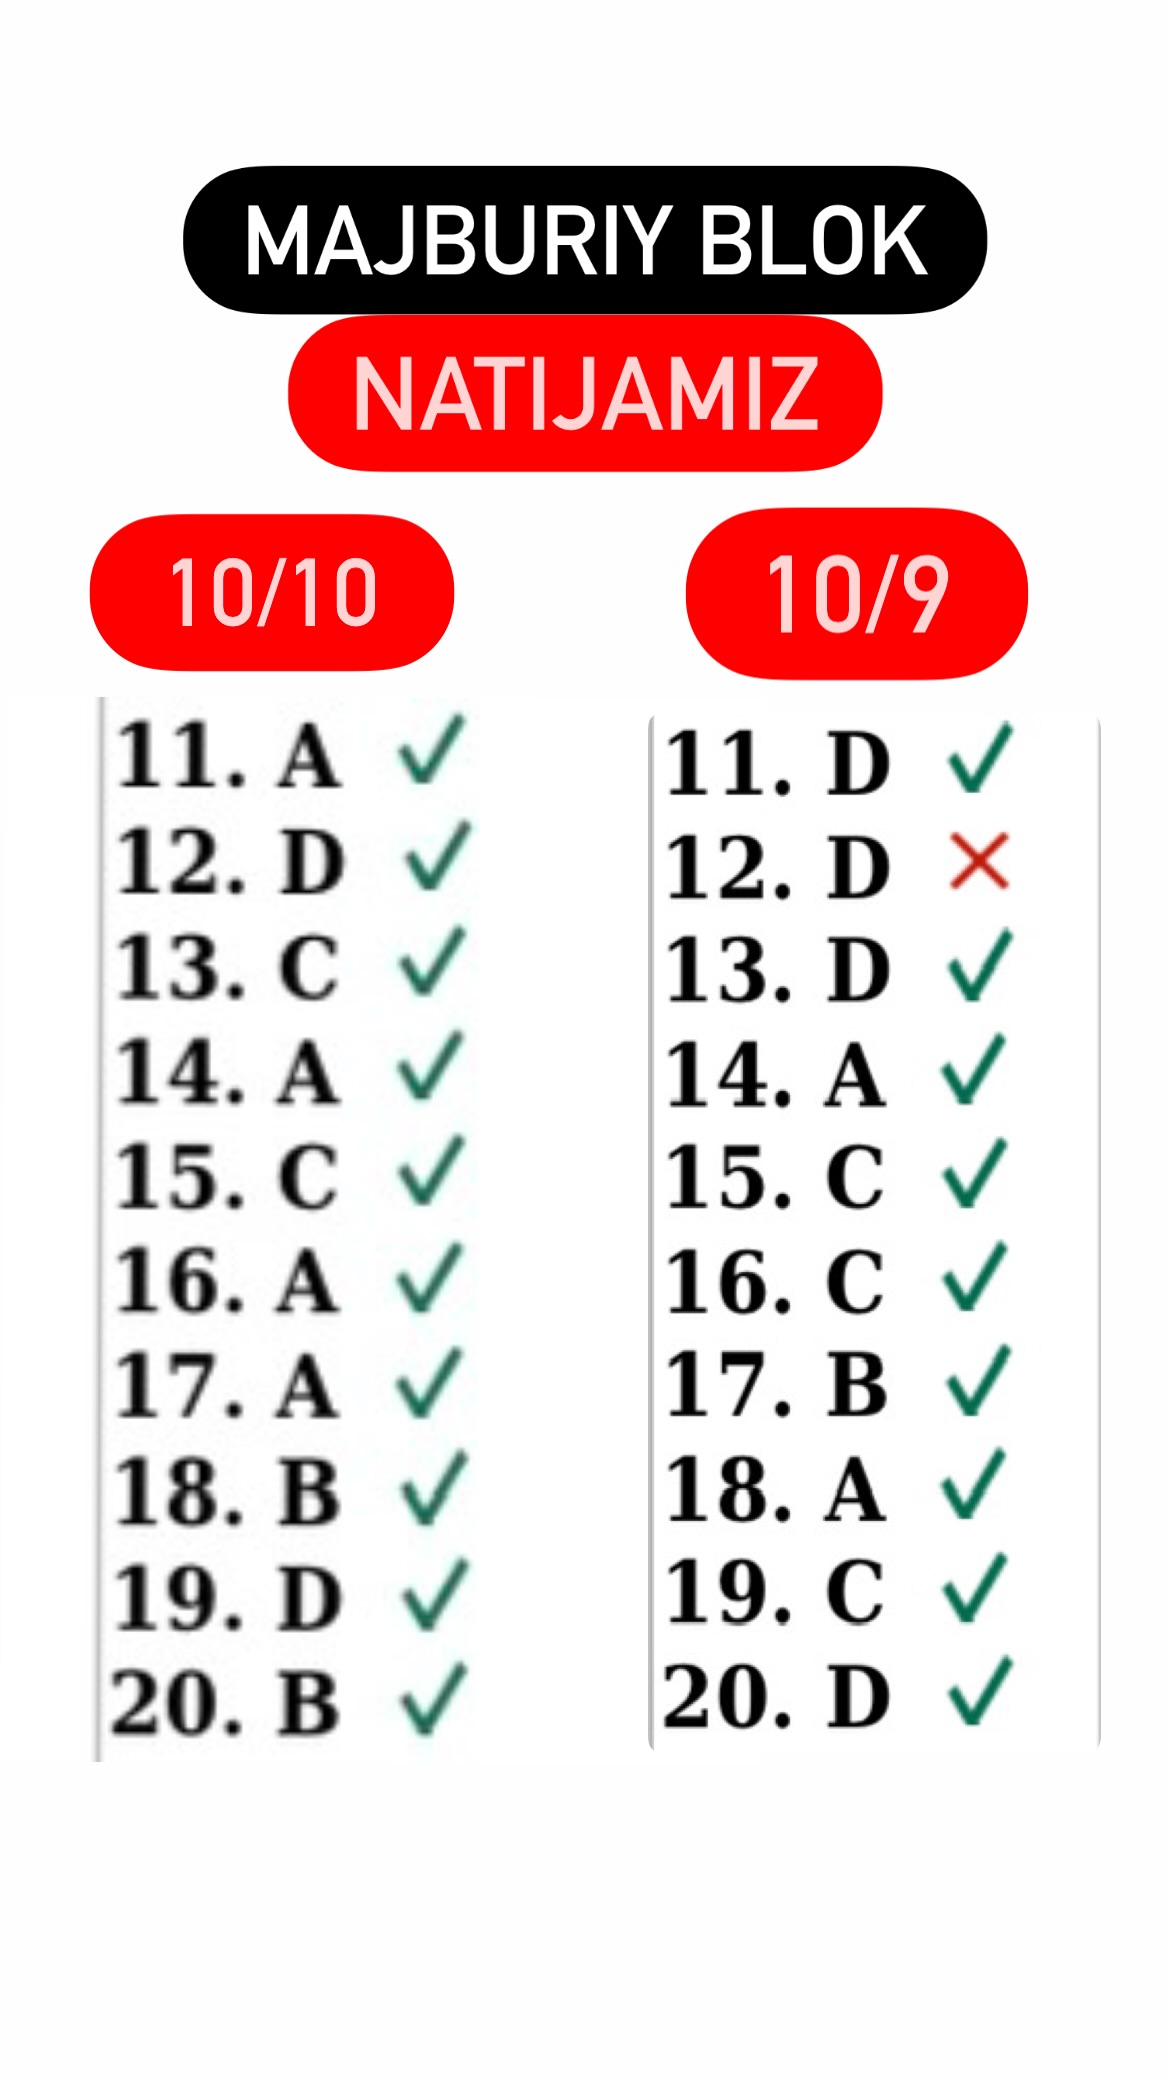 MAJBURIY BLOK
NATIJAMIZ
10/10
11. A ✓
12. D ✓
13. C ✓
14. A ✓
15. C ✓
16. A ✓
17. A ✓
18. B ✓
19. D ✓
20. B ✓
10/9
11. D ✓
12. D ✗
13. D ✓
14. A ✓
15. C ✓
16. C ✓
17. B ✓
18. A ✓
19. C ✓
20. D ✓